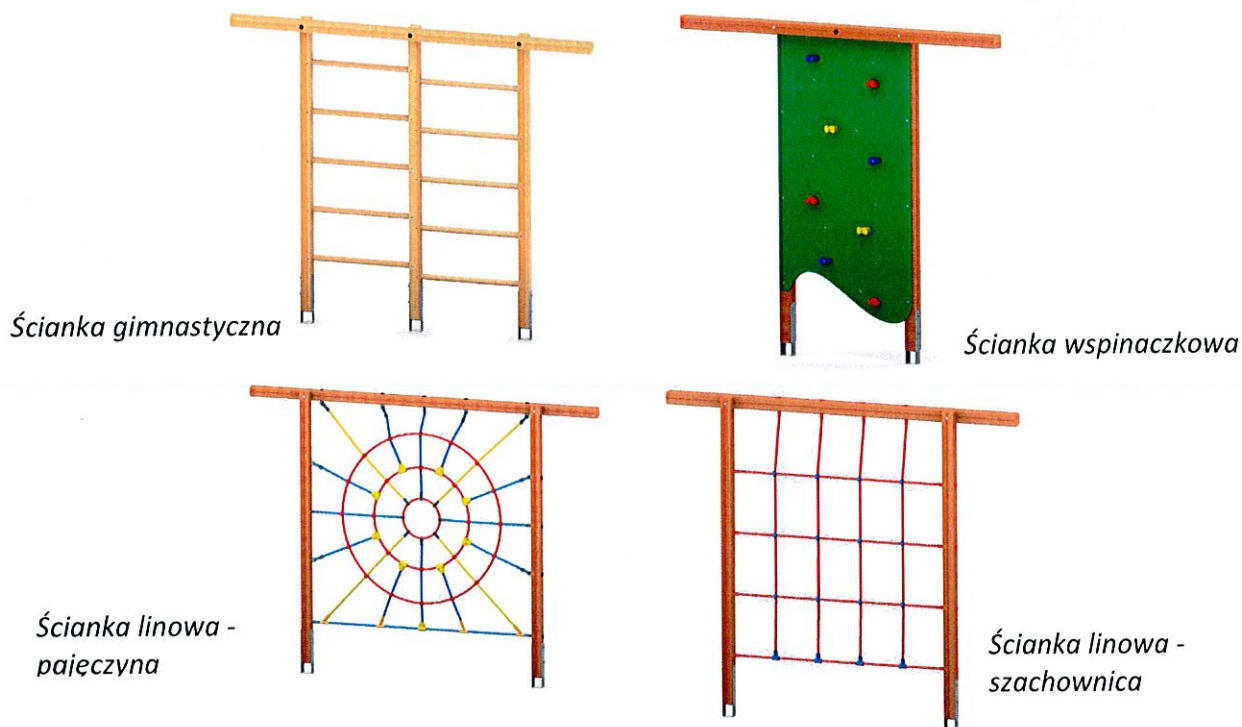 Ścianka gimnastyczna
Ścianka wspinaczkowa
Ścianka linowa -
pajęczyna
Ścianka linowa -
szachownica